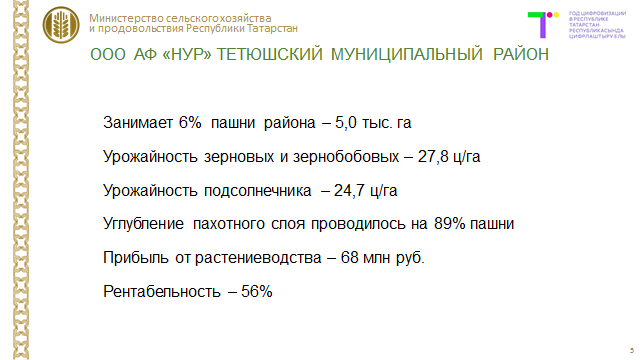 Министерство сельского хозяйства
и продовольствия Республики Татарстан
ГОД ЦИФРОВИЗАЦИИ
В РЕСПУБЛИКЕ
ТАТАРСТАН
РЕСПУБЛИКАСЫНДА
ЦИФРЛАШТЫРУ ЕЛЫ
ООО АФ «НУР» ТЕТЮШСКИЙ МУНИЦИПАЛЬНЫЙ РАЙОН
Занимает 6% пашни района – 5,0 тыс. га
Урожайность зерновых и зернобобовых – 27,8 ц/га
Урожайность подсолнечника – 24,7 ц/га
Углубление пахотного слоя проводилось на 89% пашни
Прибыль от растениеводства – 68 млн руб.
Рентабельность – 56%